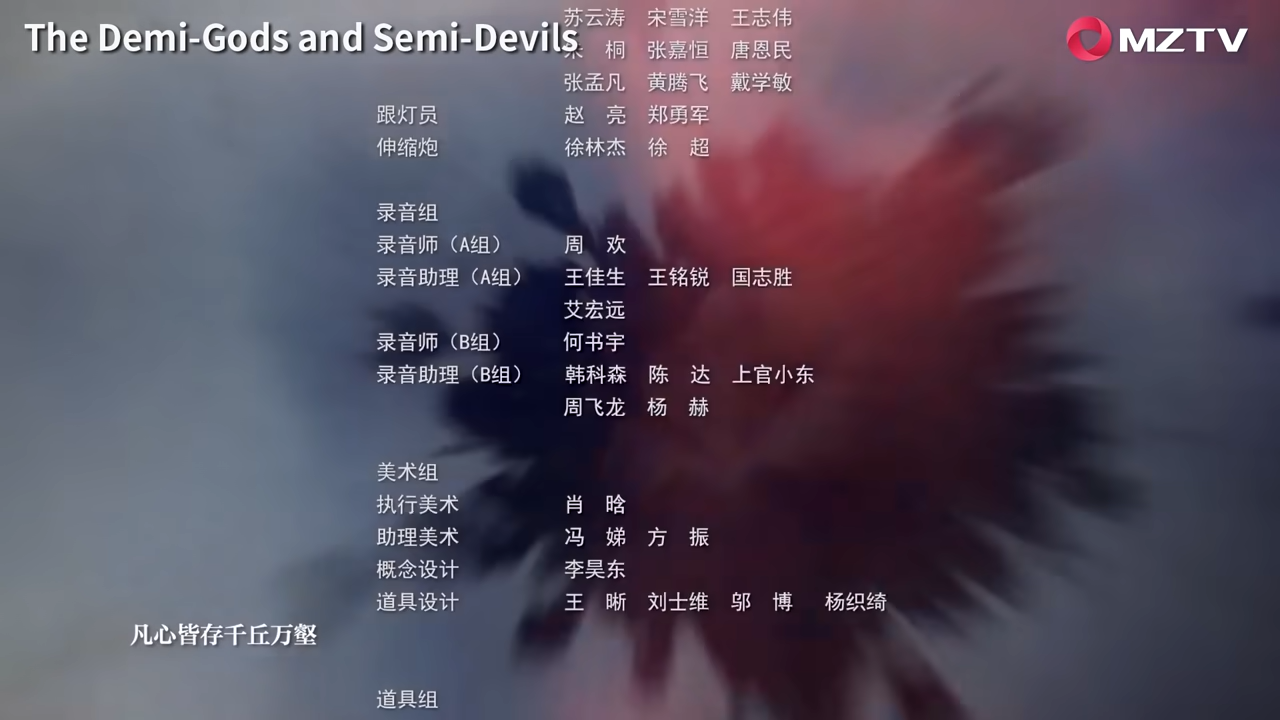 苏云涛 宋雪洋 王志伟
The Demi-Gods and Semi-Devils
MZTV
桐 张嘉恒 唐恩民
张孟凡 黄腾飞 戴学敏
跟灯员 赵 亮 郑勇军
伸缩炮 徐林杰 徐 超
录音组
录音师（A组） 周 欢
录音助理（A组） 王佳生 王铭锐 国志胜
艾宏远
录音师（B组） 何书宇
录音助理（B组） 韩科森 陈 达 上官小东
周飞龙 杨 赫
美术组
执行美术 肖 晗
助理美术 冯 娣 方 振
概念设计 李昊东
道具设计 王 晰 刘士维 邬 博 杨织绮
凡心皆存千丘万壑
道具组